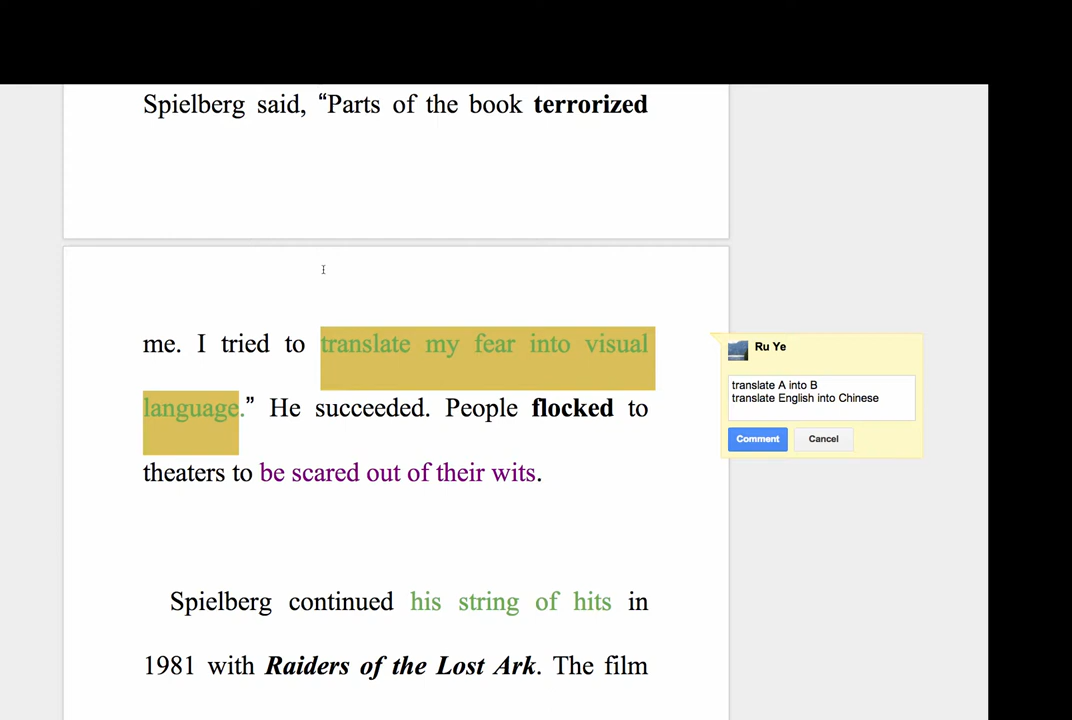 Spielberg said, “Parts of the book terrorized
me. I tried to translate my fear into visual
language.” He succeeded. People flocked to
theaters to be scared out of their wits.
Spielberg continued his string of hits in
1981 with Raiders of the Lost Ark. The film
Ru Ye
translate A into B
translate English into Chinese
Comment Cancel